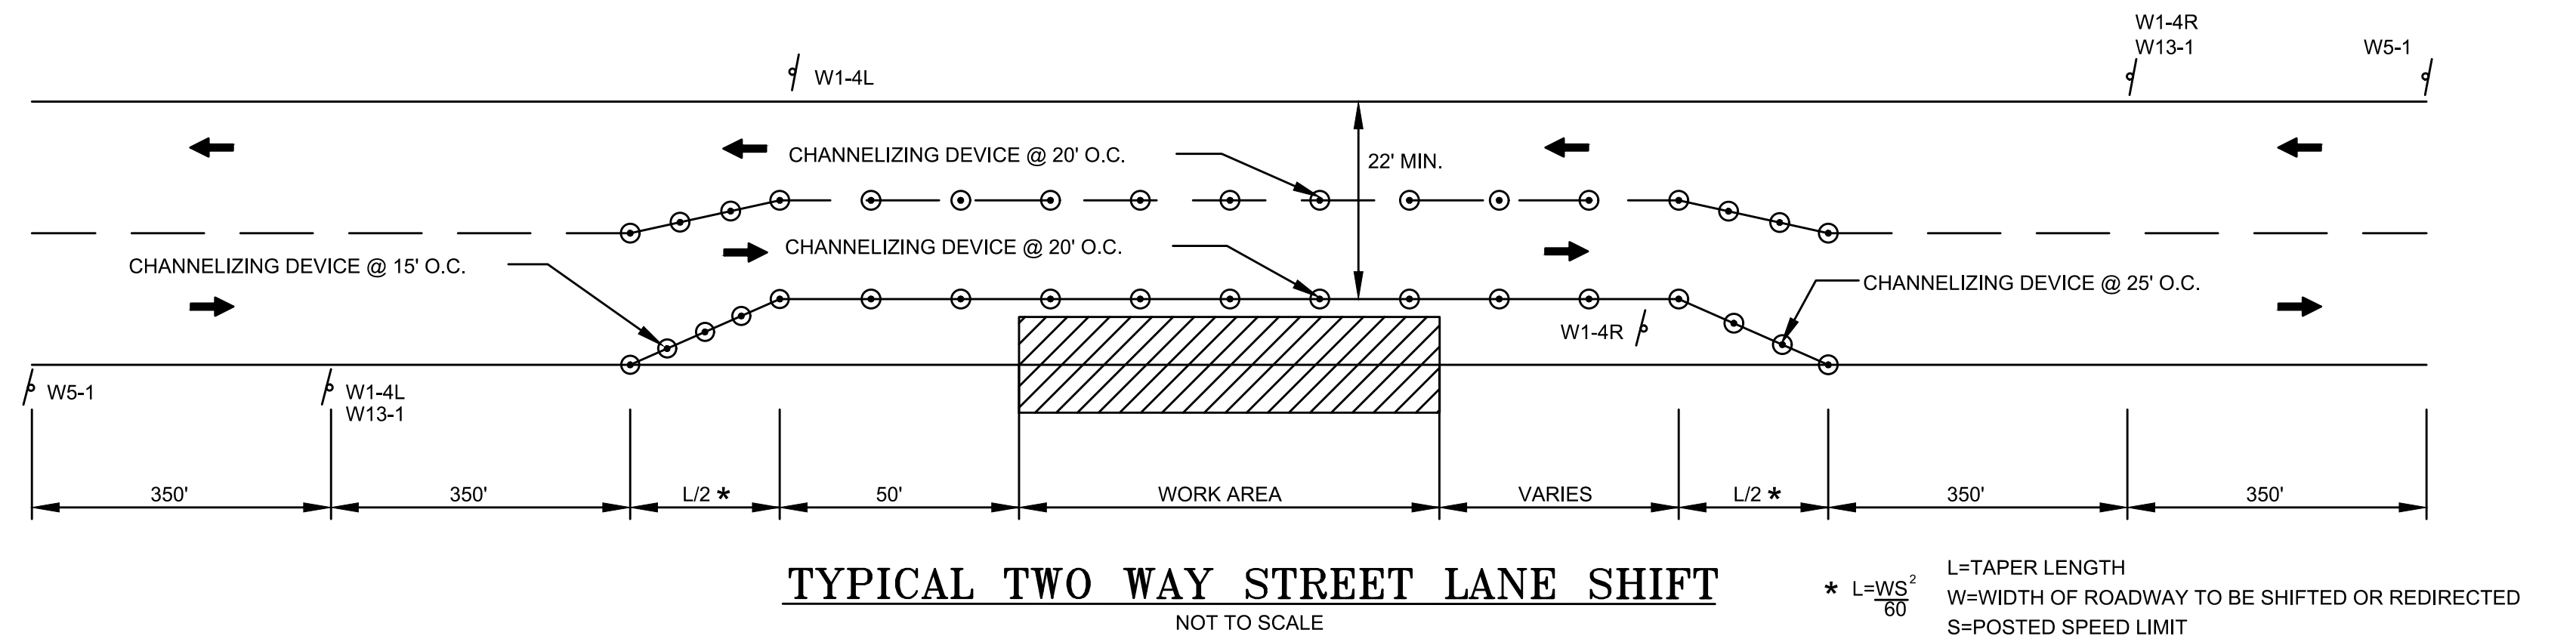 W1-4R
W13-1
W5-1
W1-4L
CHANNELIZING DEVICE @ 20' O.C.
22' MIN.
CHANNELIZING DEVICE @ 20' O.C.
CHANNELIZING DEVICE @ 15' O.C.
CHANNELIZING DEVICE @ 25' O.C.
W1-4R
W5-1
W1-4L
W13-1
350'
350'
L/2 *
50'
WORK AREA
VARIES
L/2 *
350'
350'
TYPICAL TWO WAY STREET LANE SHIFT
NOT TO SCALE
* L=WS²
60
L=TAPER LENGTH
W=WIDTH OF ROADWAY TO BE SHIFTED OR REDIRECTED
S=POSTED SPEED LIMIT